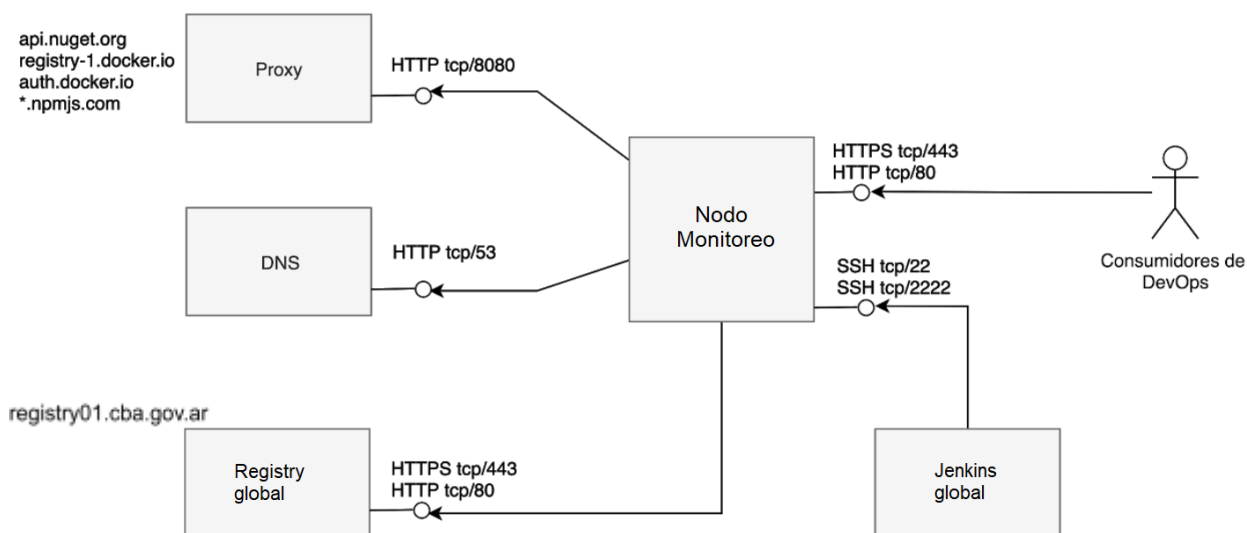 api.nuget.org
registry-1.docker.io
auth.docker.io
*.npmjs.com
Proxy
HTTP tcp/8080
HTTPS tcp/443
HTTP tcp/80
Nodo
Monitoreo
Consumidores de
DevOps
DNS
HTTP tcp/53
SSH tcp/22
SSH tcp/2222
registry01.cba.gov.ar
Registry
global
HTTPS tcp/443
HTTP tcp/80
Jenkins
global